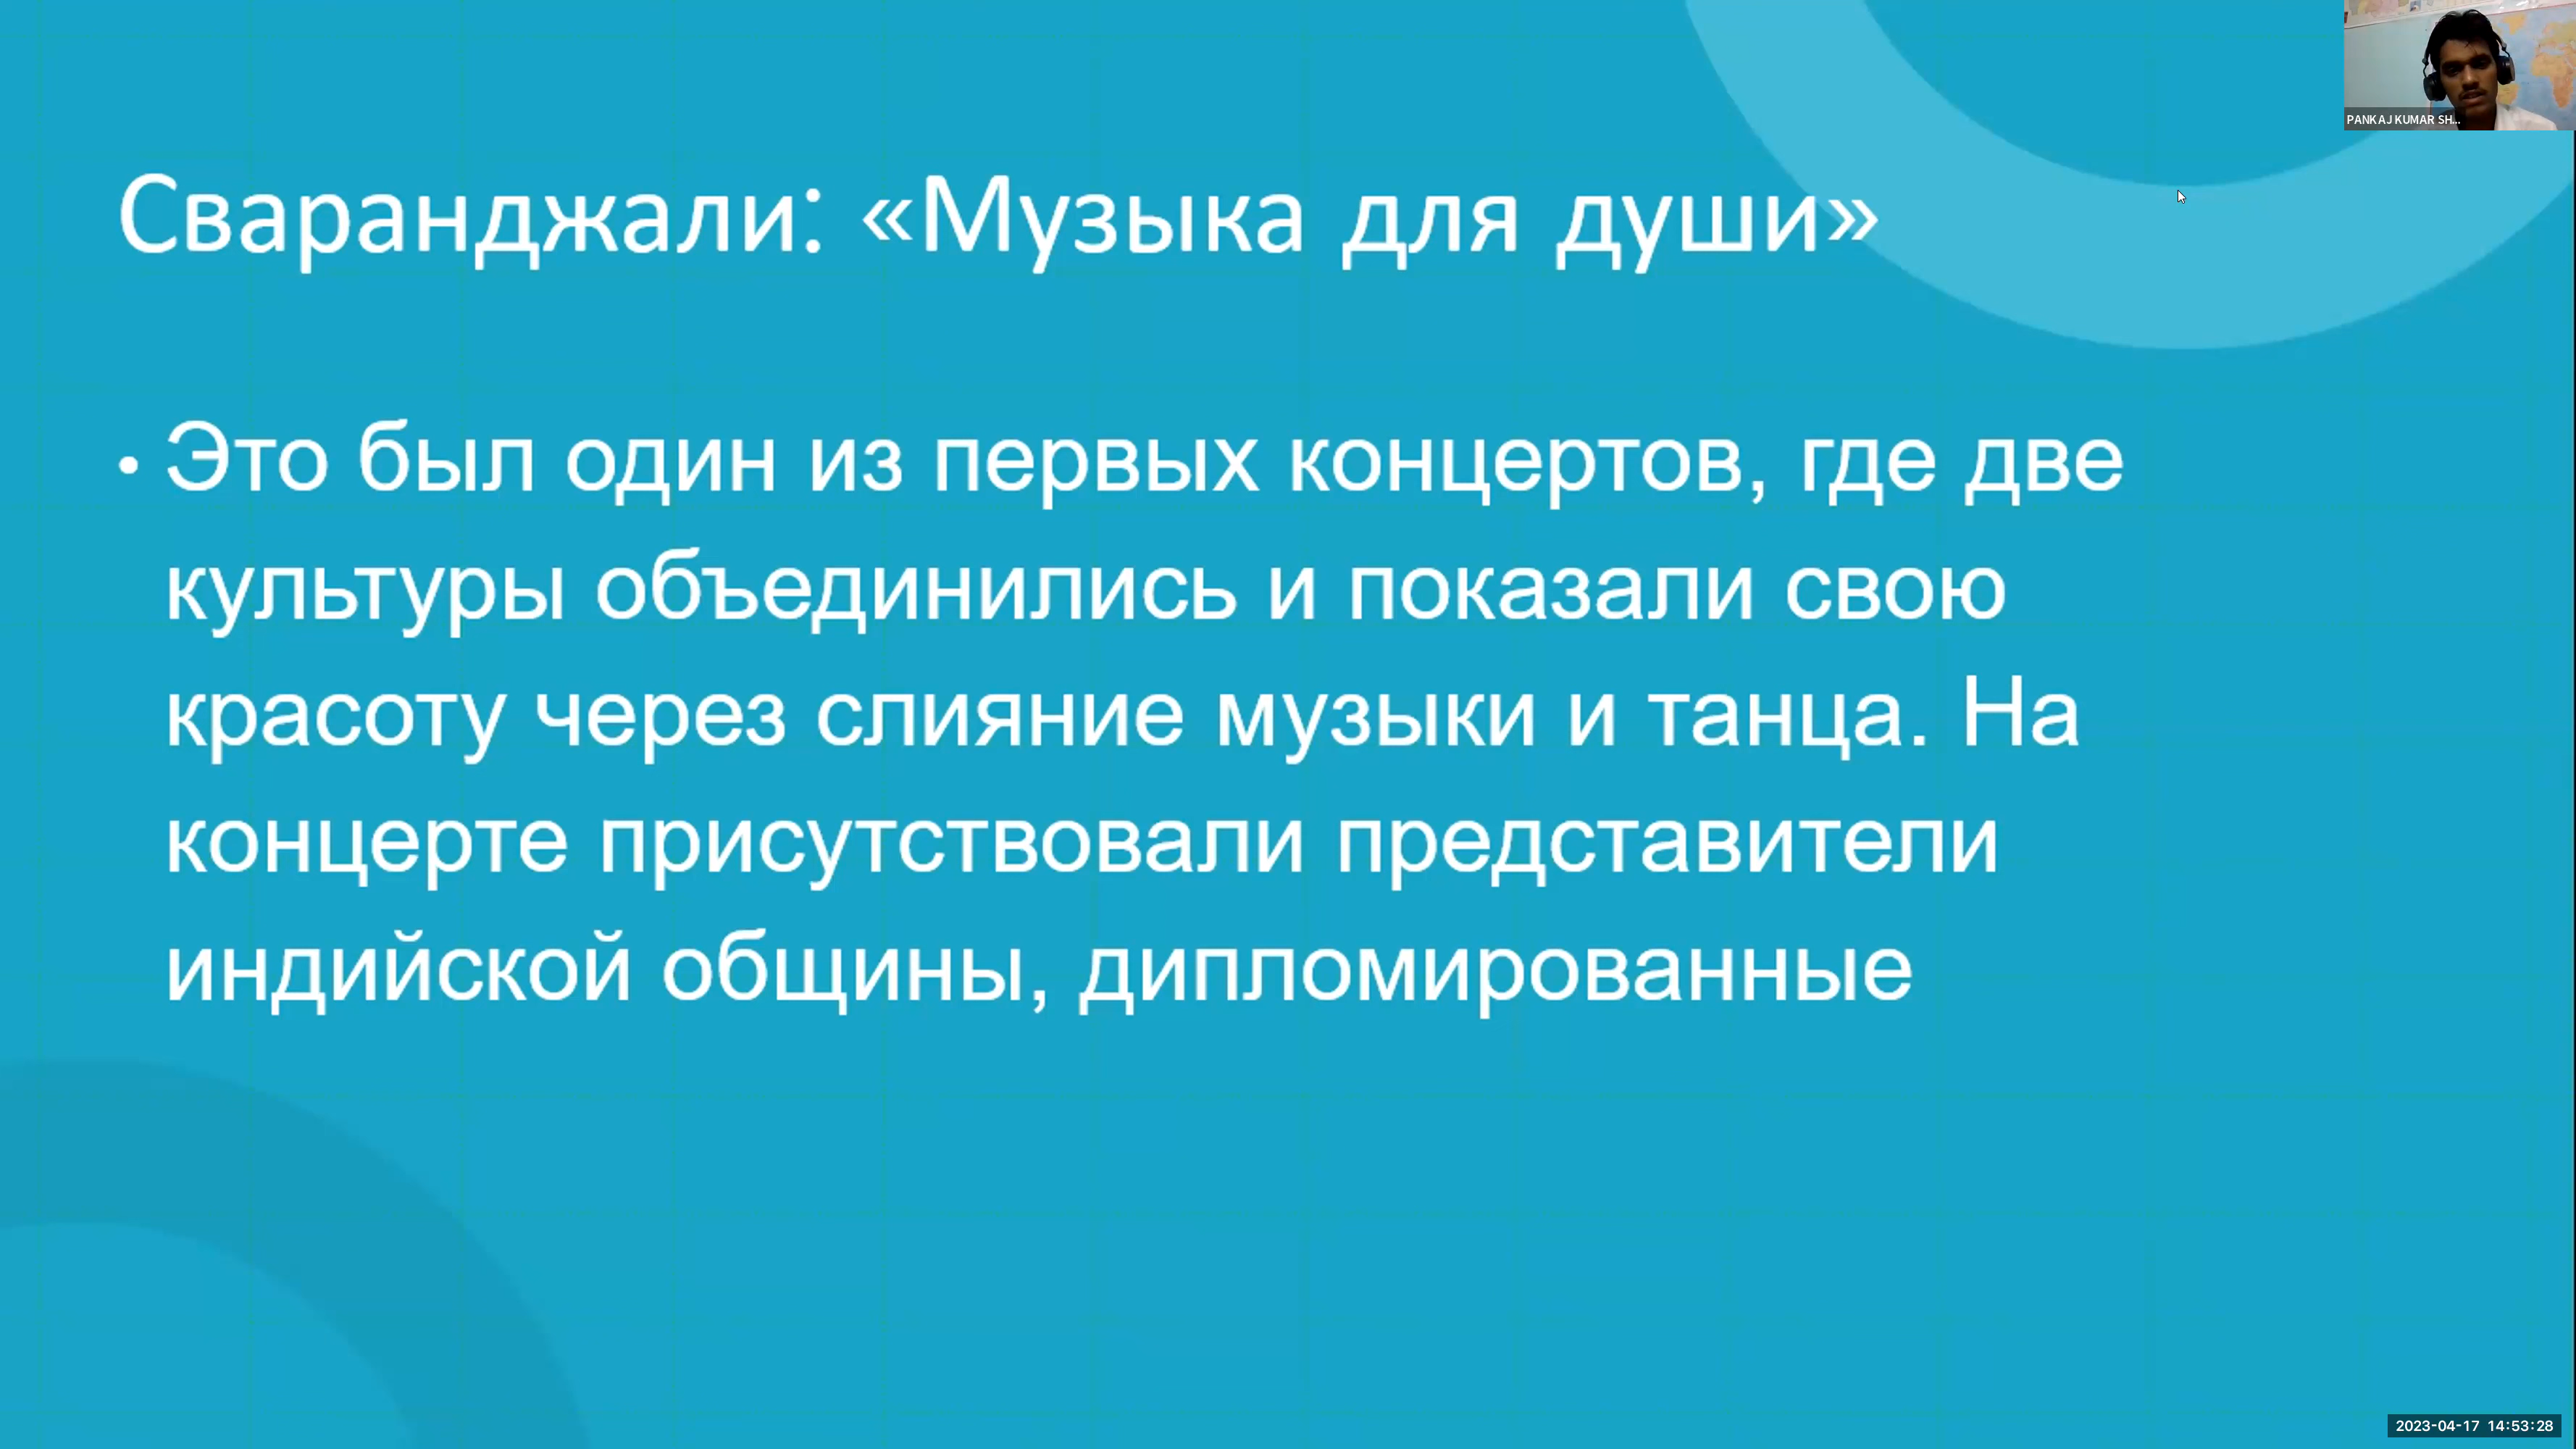 PANKAJ KUMAR SH...
Сваранджали: «Музыка для души»
• Это был один из первых концертов, где две
культуры объединились и показали свою
красоту через слияние музыки и танца. На
концерте присутствовали представители
индийской общины, дипломированные
2023-04-17 14:53:28